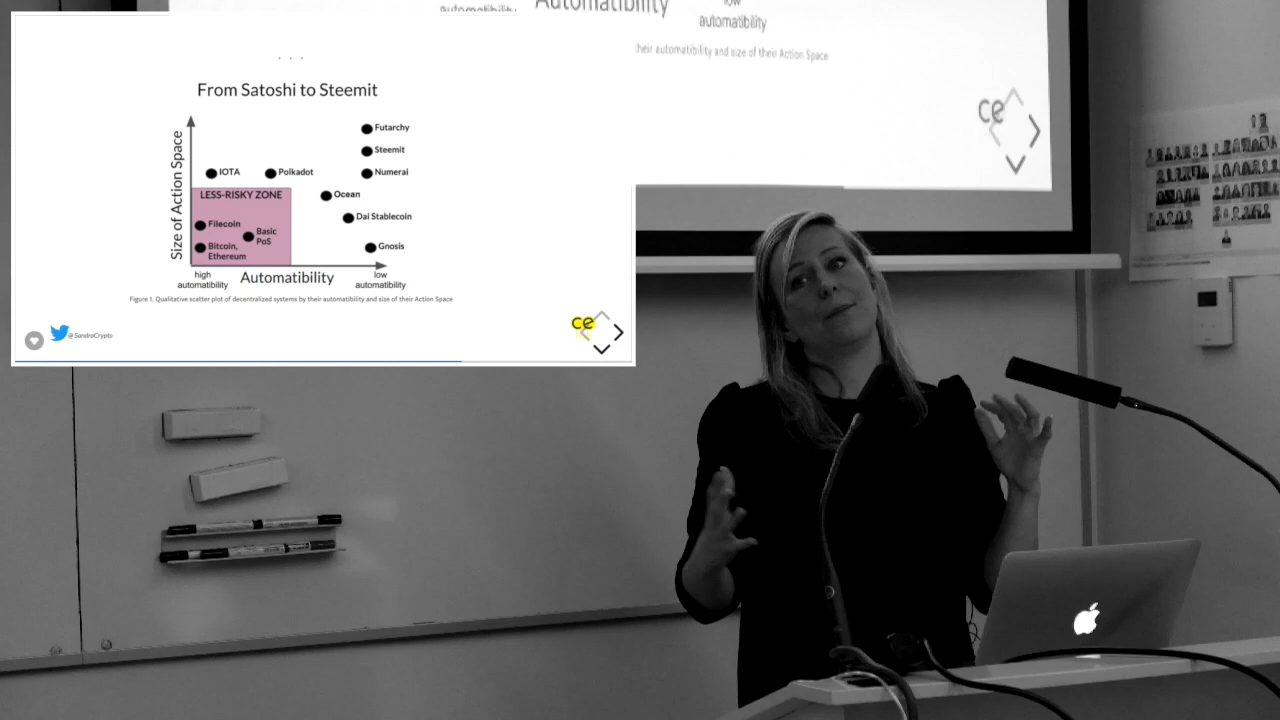 . . .
From Satoshi to Steemit
Size of Action Space
Futarchy
Steemit
IOTA
Polkadot
Numerai
LESS-RISKY ZONE
Ocean
Dai Stablecoin
Filecoin
Basic
PoS
Bitcoin,
Ethereum
Gnosis
high
automatibility
Automatibility
low
automatibility
Figure 1. Qualitative scatter plot of decentralized systems by their automatibility and size of their Action Space
@SandraCrypto
ce
automatibility
Automatibility
low
automatibility
their automatibility and size of their Action Space
ce